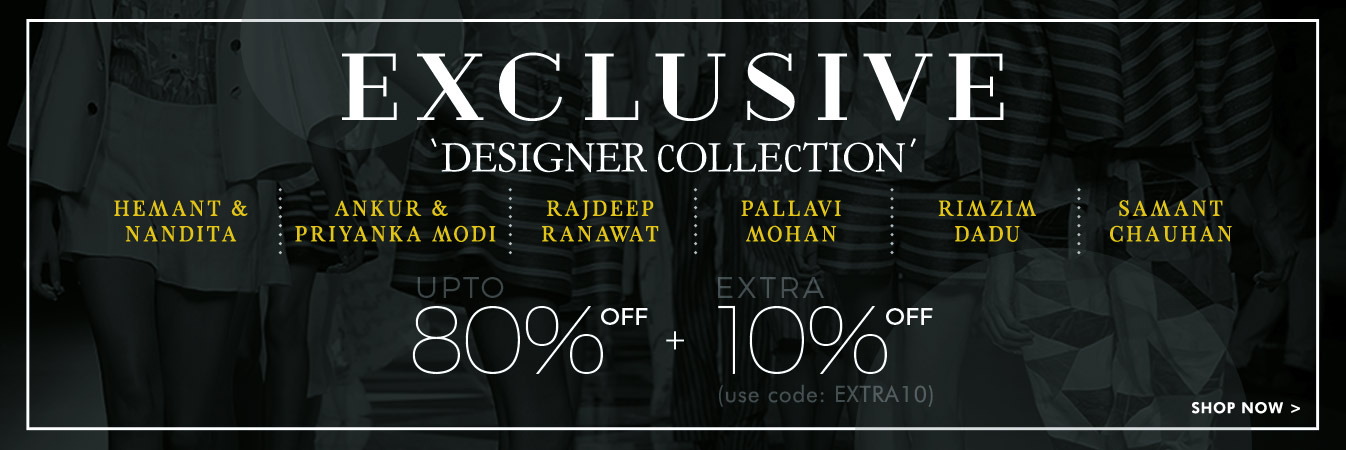 EXCLUSIVE
‵DESIGNER COLLECTION′
HEMANT &
NANDITA
ANKUR &
PRIYANKA MODI
RAJDEEP
RANAWAT
PALLAVI
MOHAN
RIMZIM
DADU
SAMANT
CHAUHAN
UPTO
80% OFF
+
EXTRA
10% OFF
(use code: EXTRA10)
SHOP NOW >